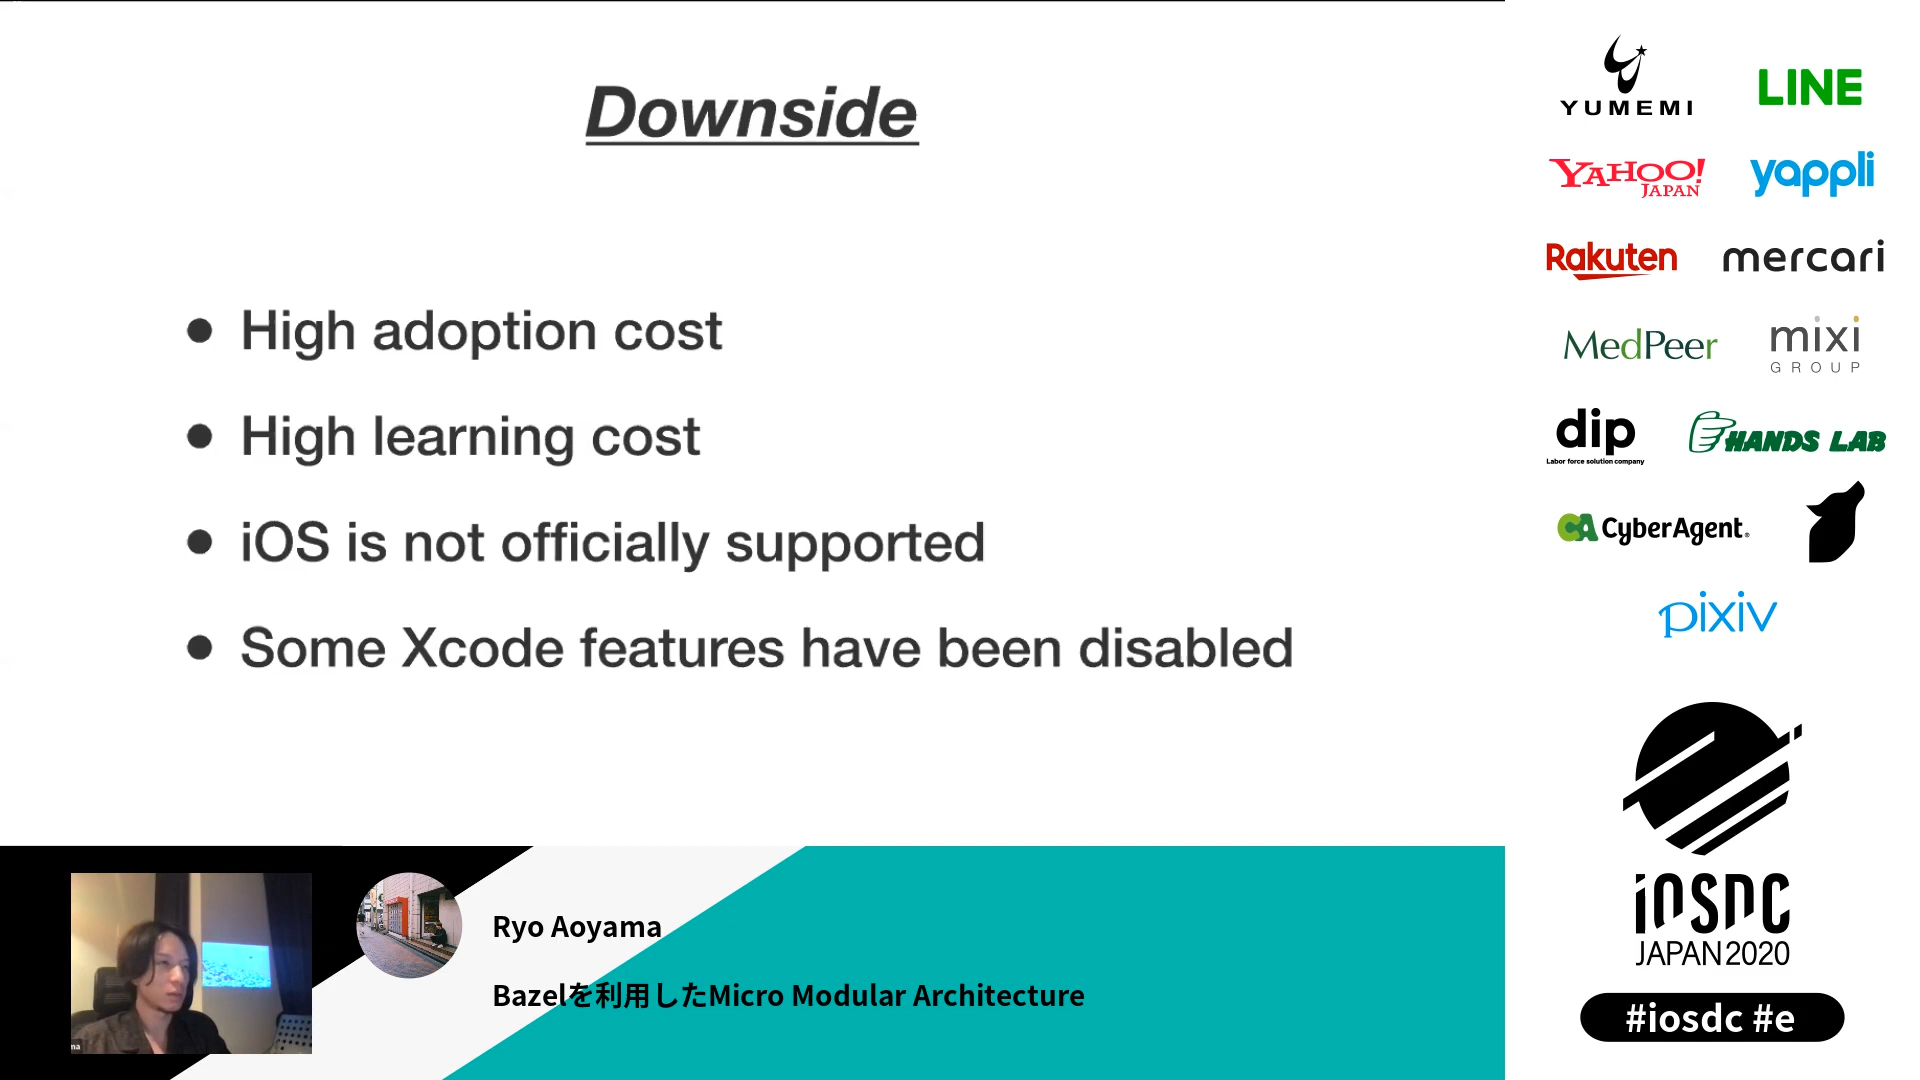 Downside
• High adoption cost
• High learning cost
• iOS is not officially supported
• Some Xcode features have been disabled
ma
Ryo Aoyama
Bazelを利用したMicro Modular Architecture
YUMEMI
LINE
YAHOO!
JAPAN
yappli
Rakuten
mercari
MedPeer
mixi
GROUP
dip
Labor force solution company
HANDS LAB
CA CyberAgent.
pixiv
iOSDC
JAPAN 2020
#iosdc #e